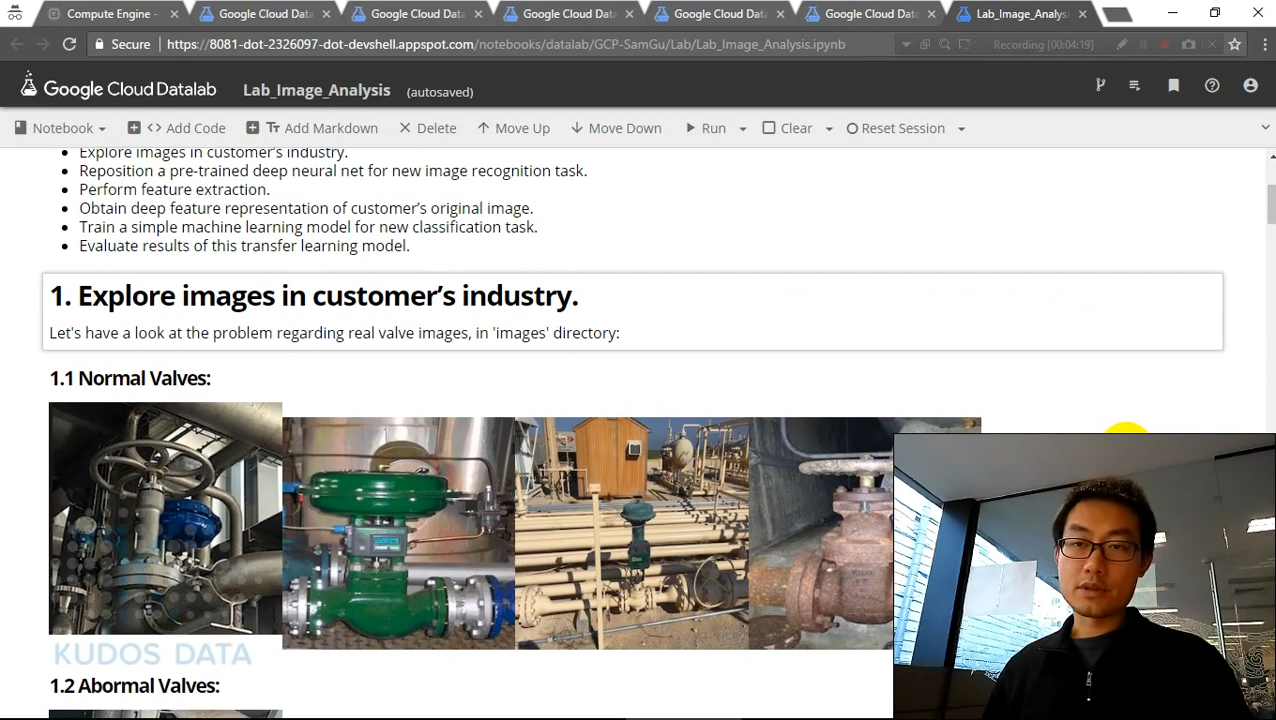 Compute Engine -
Google Cloud Data
Google Cloud Data
Google Cloud Data
Google Cloud Data
Google Cloud Data
Lab_Image_Analysis
Secure
https://8081-dot-2326097-dot-devshell.appspot.com/notebooks/datalab/GCP-SamGu/Lab/Lab_Image_Analysis.ipynb
Recording [00:04:19]
Google Cloud Datalab
Lab_Image_Analysis
(autosaved)
Notebook
<> Add Code
Tт Add Markdown
Delete
Move Up
Move Down
Run
Clear
Reset Session
• Explore images in customer's industry.
• Reposition a pre-trained deep neural net for new image recognition task.
• Perform feature extraction.
• Obtain deep feature representation of customer’s original image.
• Train a simple machine learning model for new classification task.
• Evaluate results of this transfer learning model.
1. Explore images in customer’s industry.
Let's have a look at the problem regarding real valve images, in 'images' directory:
1.1 Normal Valves:
KUDOS DATA
1.2 Abormal Valves: